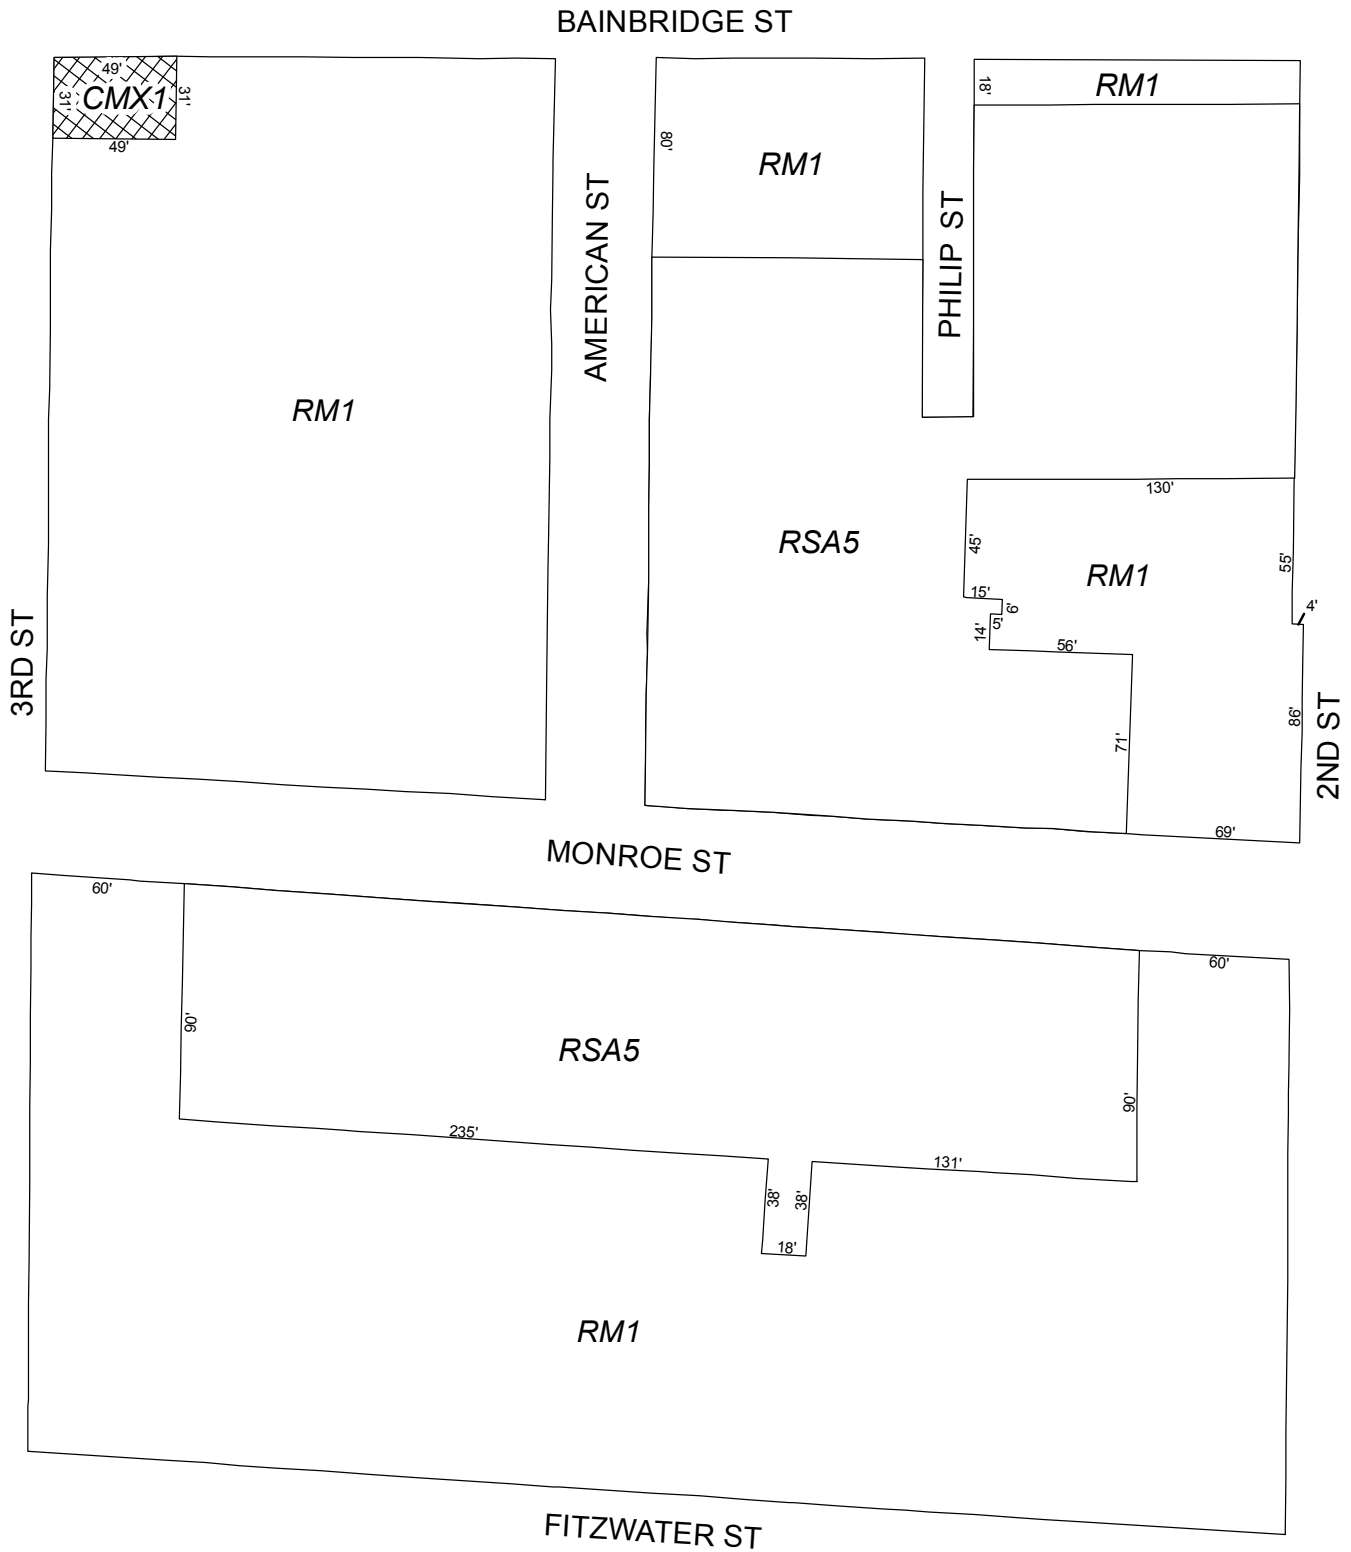 BAINBRIDGE ST
49'
31'
CMX1
31'
49'
RM1
80'
RM1
18'
RM1
AMERICAN ST
PHILIP ST
RM1
3RD ST
RSA5
130'
45'
RM1
55'
15'
6'
5'
14'
4'
56'
71'
86'
2ND ST
69'
MONROE ST
60'
60'
90'
RSA5
90'
235'
131'
38'
38'
18'
RM1
FITZWATER ST